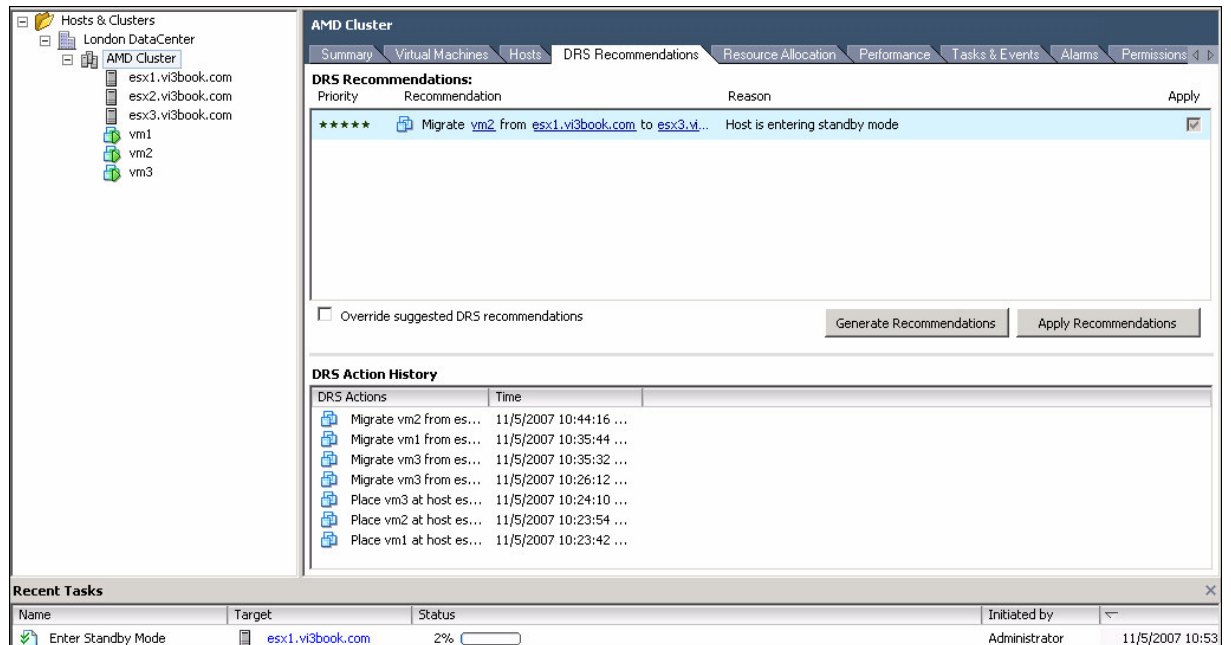 Hosts & Clusters
London DataCenter
AMD Cluster
esx1.vi3book.com
esx2.vi3book.com
esx3.vi3book.com
vm1
vm2
vm3
AMD Cluster
Summary Virtual Machines Hosts DRS Recommendations Resource Allocation Performance Tasks & Events Alarms Permissions
DRS Recommendations:
Priority Recommendation Reason Apply
★★★★★ Migrate vm2 from esx1.vi3book.com to esx3.vi... Host is entering standby mode
Override suggested DRS recommendations
Generate Recommendations Apply Recommendations
DRS Action History
DRS Actions Time
Migrate vm2 from es... 11/5/2007 10:44:16 ...
Migrate vm1 from es... 11/5/2007 10:35:44 ...
Migrate vm3 from es... 11/5/2007 10:35:32 ...
Migrate vm3 from es... 11/5/2007 10:26:12 ...
Place vm3 at host es... 11/5/2007 10:24:10 ...
Place vm2 at host es... 11/5/2007 10:23:54 ...
Place vm1 at host es... 11/5/2007 10:23:42 ...
Recent Tasks
Name Target Status Initiated by
Enter Standby Mode esx1.vi3book.com 2% Administrator 11/5/2007 10:53